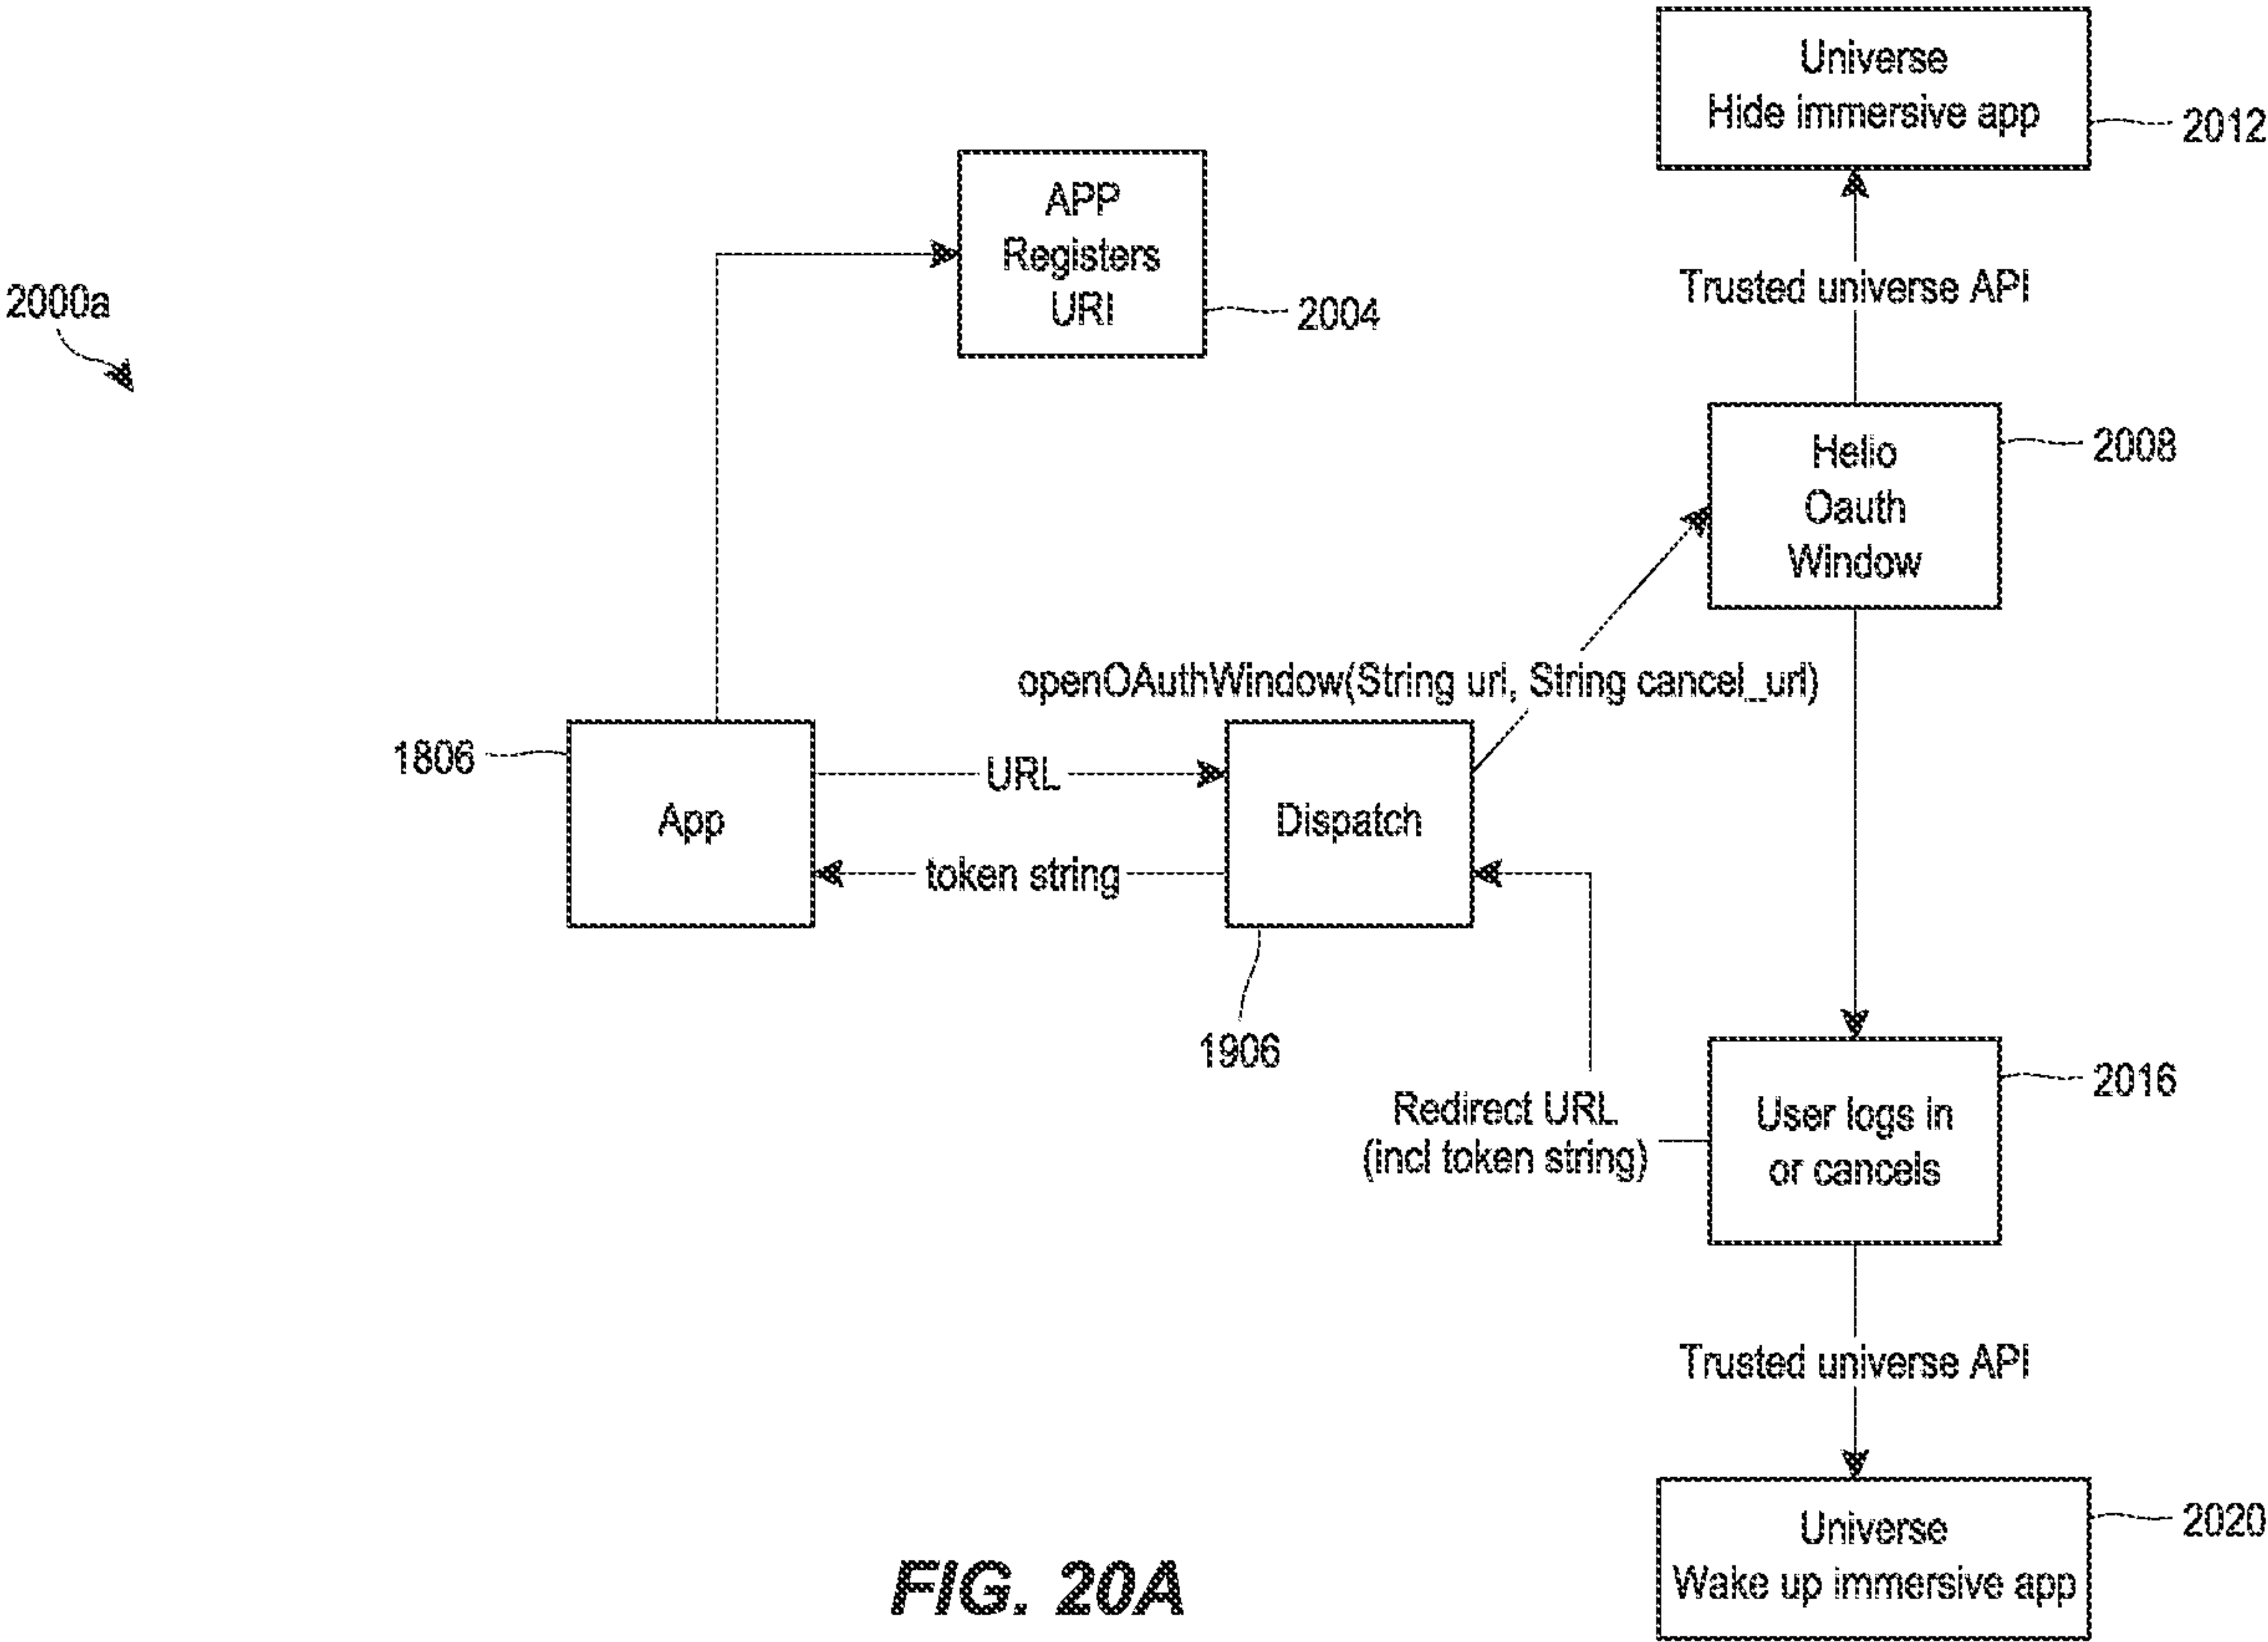 Universe
Hide immersive app
2012
APP
Registers
URI
2004
2000a
Trusted universe API
Helio
Oauth
Window
2008
openOAuthWindow(String url, String cancel_url)
1806
App
URL
token string
Dispatch
1906
Redirect URL
(incl token string)
User logs in
or cancels
2016
Trusted universe API
Universe
Wake up immersive app
2020
FIG. 20A